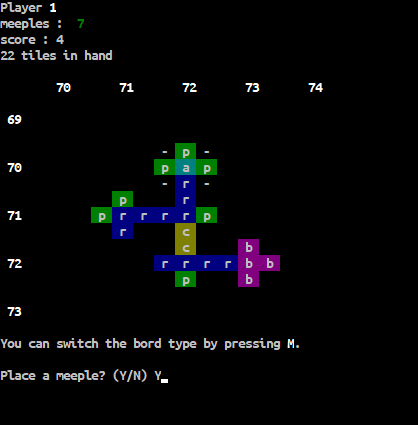 Player 1
meeples :  7
score : 4
22 tiles in hand
70 71 72 73 74
69
- p -
70 p a p
- r -
p r
71 p r r r r p
r c
c b
72 r r r r b b
p b
73
You can switch the bord type by pressing M.
Place a meeple? (Y/N) Y